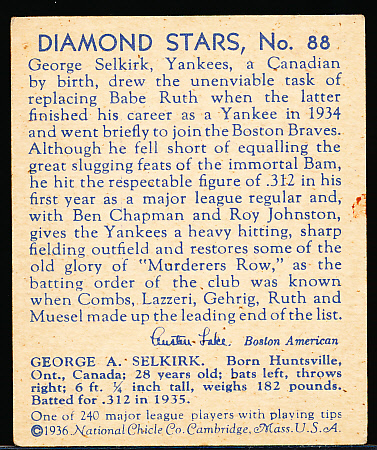 DIAMOND STARS, No. 88
George Selkirk, Yankees, a Canadian
by birth, drew the unenviable task of
replacing Babe Ruth when the latter
finished his career as a Yankee in 1934
and went briefly to join the Boston Braves.
Although he fell short of equalling the
great slugging feats of the immortal Bam,
he hit the respectable figure of .312 in his
first year as a major league regular and,
with Ben Chapman and Roy Johnston,
gives the Yankees a heavy hitting, sharp
fielding outfield and restores some of the
old glory of "Murderers Row," as the
batting order of the club was known
when Combs, Lazzeri, Gehrig, Ruth and
Muesel made up the leading end of the list.
Austen Lake Boston American
GEORGE A. SELKIRK. Born Huntsville,
Ont., Canada; 28 years old; bats left, throws
right; 6 ft. ¼ inch tall, weighs 182 pounds.
Batted for .312 in 1935.
One of 240 major league players with playing tips
©1936 National Chicle Co. Cambridge, Mass. U.S.A.